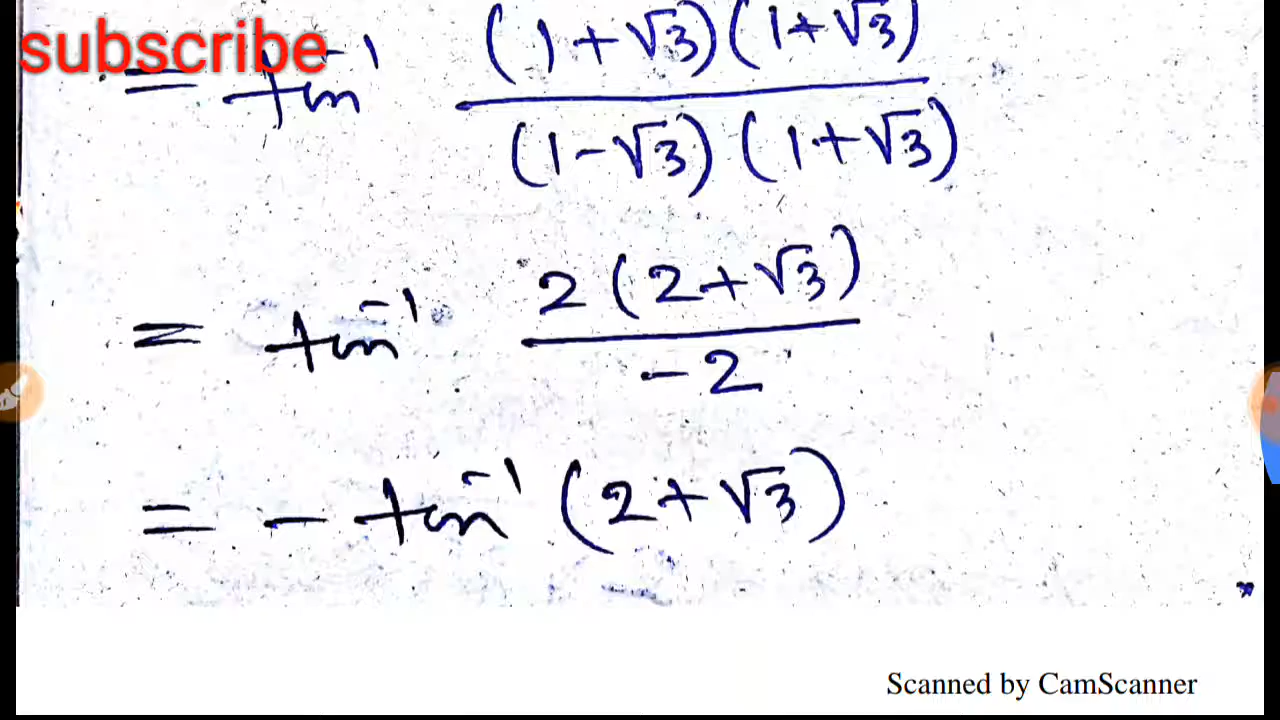 subscribe
= tan⁻¹ (1+√3)(1+√3) / (1-√3)(1+√3)
= tan⁻¹ 2(2+√3) / -2
= - tan⁻¹ (2+√3)
Scanned by CamScanner